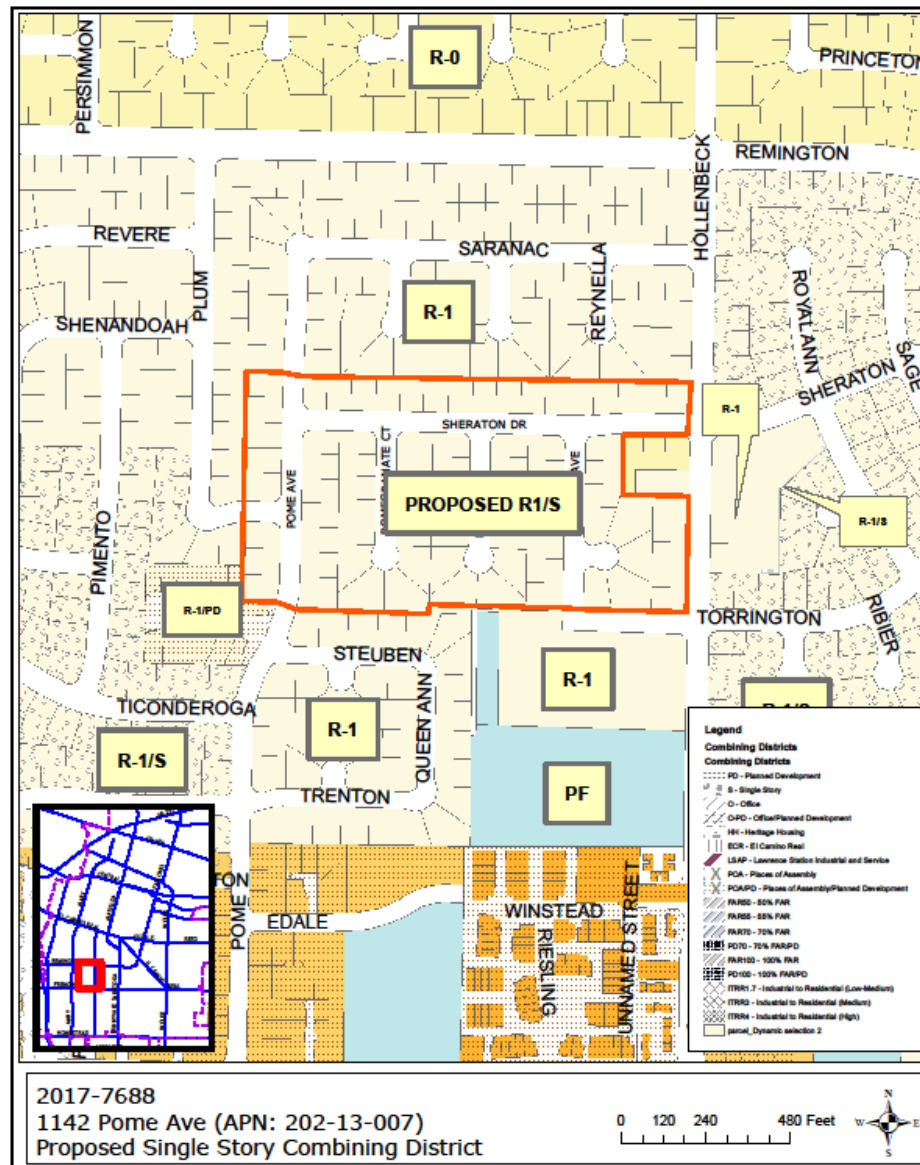 R-0
PRINCETON
PERSIMMON
REMINGTON
HOLLENBECK
REVERE
SARANAC
PLUM
REYNELLA
ROYAL ANN
R-1
SHENANDOAH
SAGE
SHERATON
R-1
SHERATON DR
POME AVE
AVE
PROPOSED R1/S
R-1/S
PIMENTO
R-1/PD
TORRINGTON
RIBIER
STEUBEN
R-1
QUEEN ANN
TICONDEROGA
R-1
R-1/S
TRENTON
PF
POME
EDALE
WINSTEAD
RIESLING
UNNAMED STREET
Legend
Combining Districts
Combining Districts
PD - Planned Development
S - Single Story
O - Office
O-PD - Office/Planned Development
HH - Heritage Housing
ECR - El Camino Real
LSAP - Lawrence Station Industrial and Service
POA - Places of Assembly
POA/PD - Places of Assembly/Planned Development
FAR50 - 50% FAR
FAR55 - 55% FAR
FAR70 - 70% FAR
PD70 - 70% FAR/PD
FAR100 - 100% FAR
PD100 - 100% FAR/PD
ITRR1.7 - Industrial to Residential (Low-Medium)
ITRR3 - Industrial to Residential (Medium)
ITRR4 - Industrial to Residential (High)
parcel_Dynamic selection 2
2017-7688
1142 Pome Ave (APN: 202-13-007)
Proposed Single Story Combining District
0 120 240 480 Feet
N
W E
S